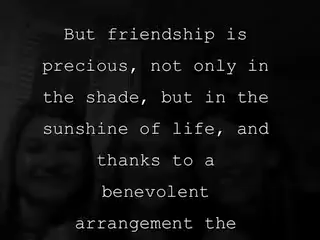 But friendship is
precious, not only in
the shade, but in the
sunshine of life, and
thanks to a
benevolent
arrangement the